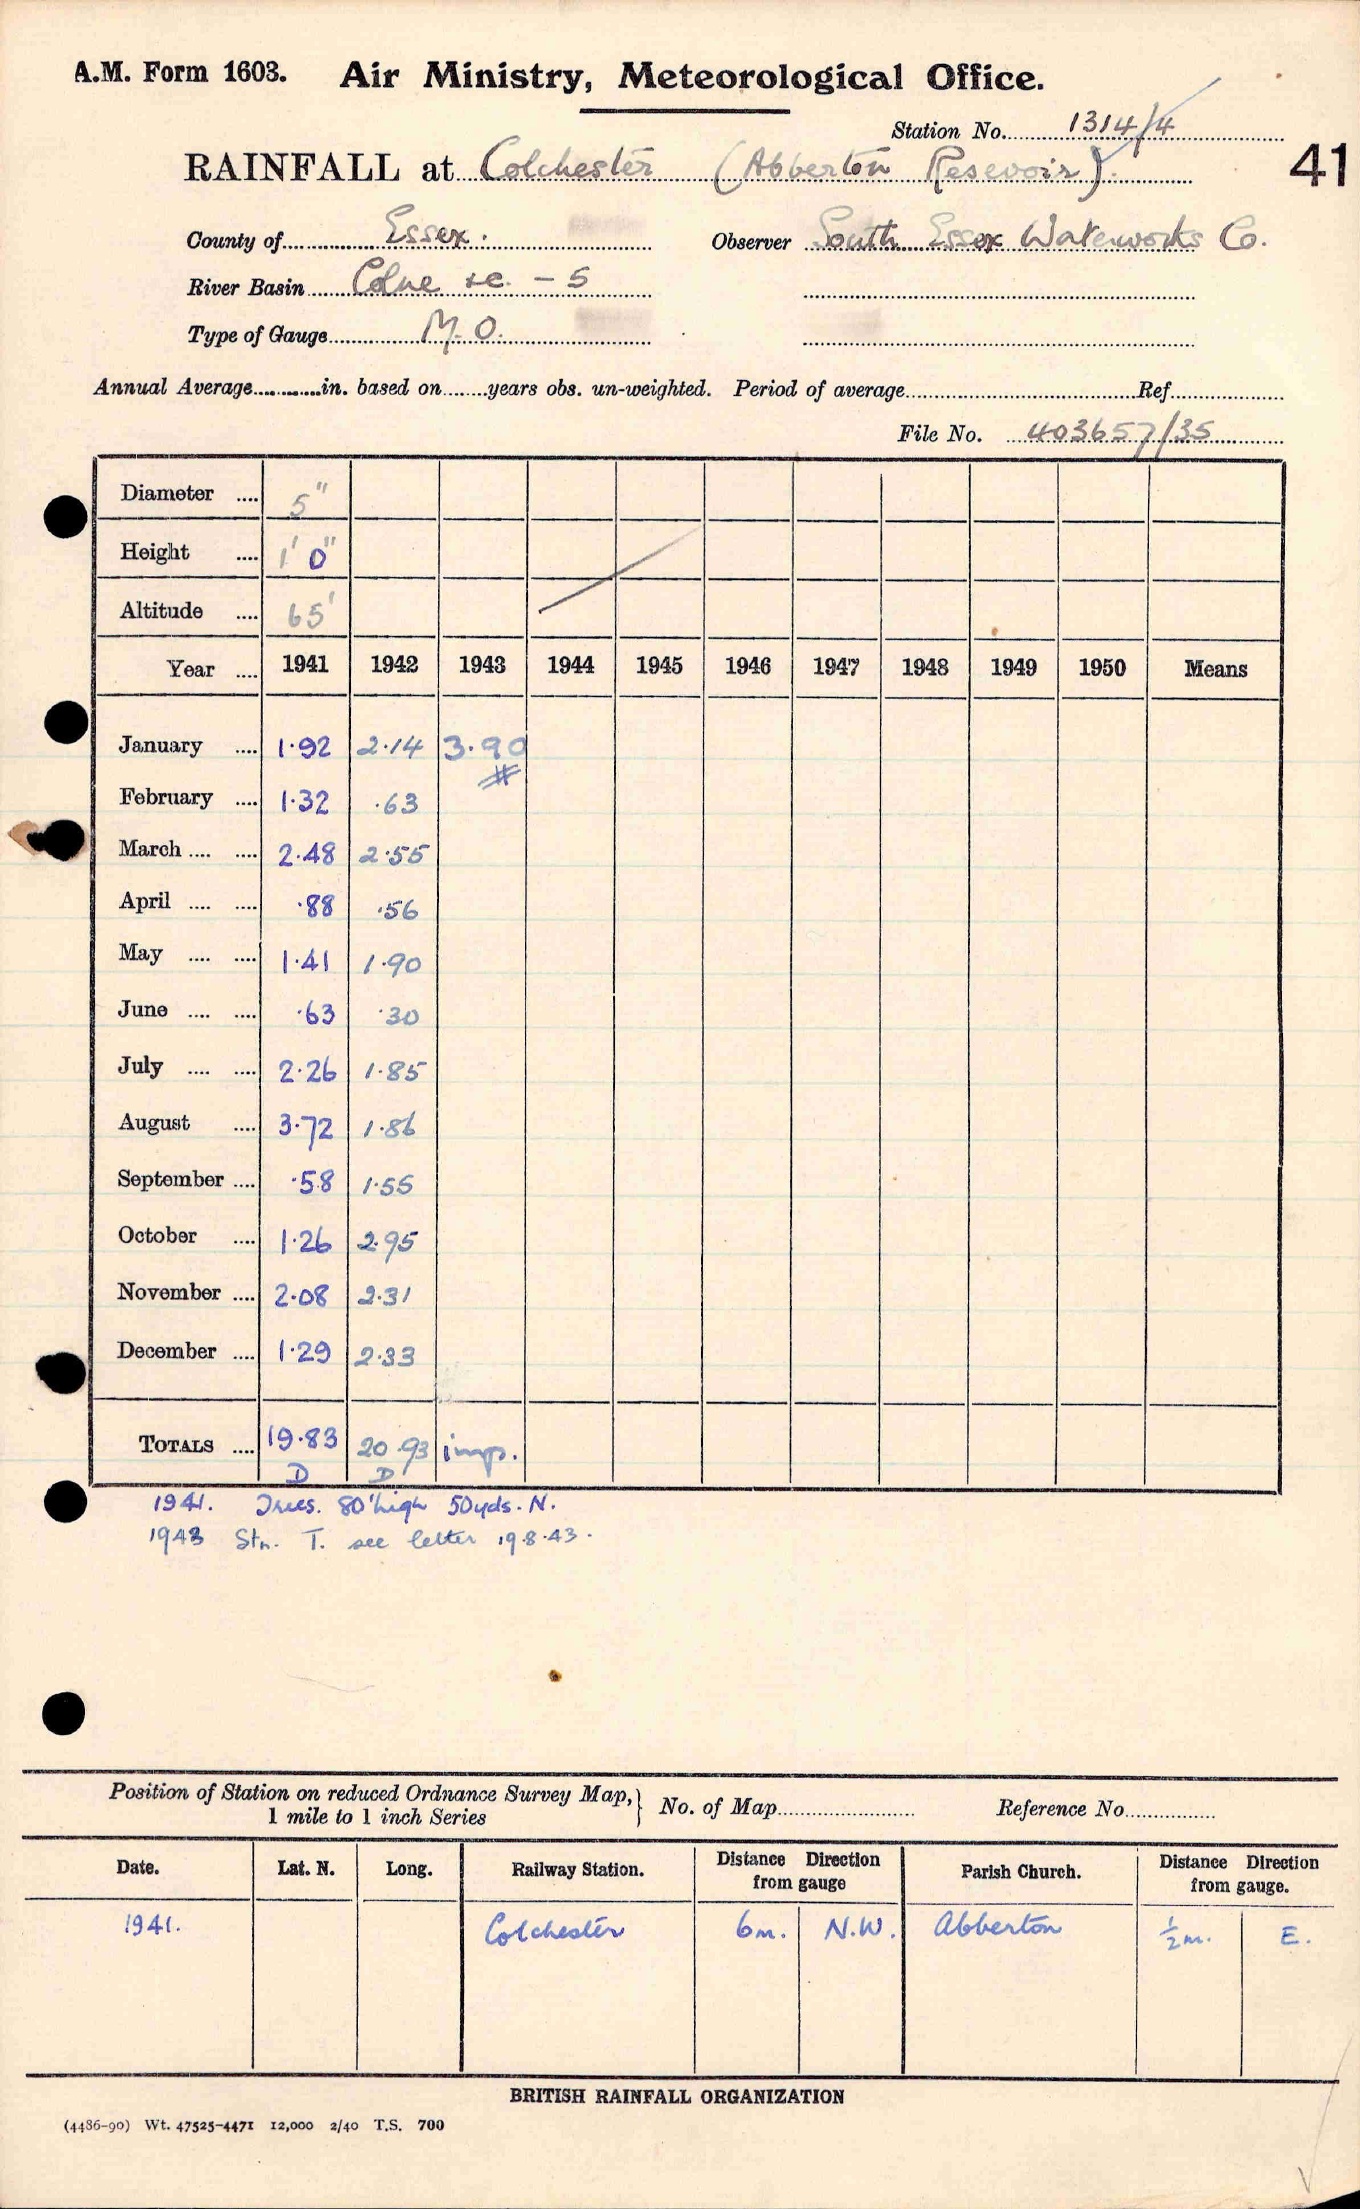 A.M. Form 1603. Air Ministry, Meteorological Office.
Station No. 1314/4
RAINFALL at Colchester (Abberton Resevoir)
41
County of Essex. Observer South Essex Waterworks Co.
River Basin Colne &c. - 5
Type of Gauge M.O.
Annual Average in. based on years obs. un-weighted. Period of average Ref.
File No. 403657/35
Diameter .... 5"
Height .... 1' 0"
Altitude .... 65'
Year .... 1941 1942 1943 1944 1945 1946 1947 1948 1949 1950 Means
January .... 1.92 2.14 3.90
#
February .... 1.32 .63
March .... .... 2.48 2.55
April .... .... .88 .56
May .... .... 1.41 1.90
June .... .... .63 .30
July .... .... 2.26 1.85
August .... 3.72 1.86
September .... .58 1.55
October .... 1.26 2.95
November .... 2.08 2.31
December .... 1.29 2.33
TOTALS .... 19.83 20.93 imp.
D D
1941. Trees. 80' high 50yds. N.
1943 Stn. T. see letter 19.8.43.
Position of Station on reduced Ordnance Survey Map, } No. of Map Reference No.
1 mile to 1 inch Series
Date. Lat. N. Long. Railway Station. Distance Direction from gauge Parish Church. Distance Direction from gauge.
1941. Colchester 6m. N.W. Abberton 1/2 m. E.
BRITISH RAINFALL ORGANIZATION
(4486-90) Wt. 47525-4471 12,000 2/40 T.S. 700